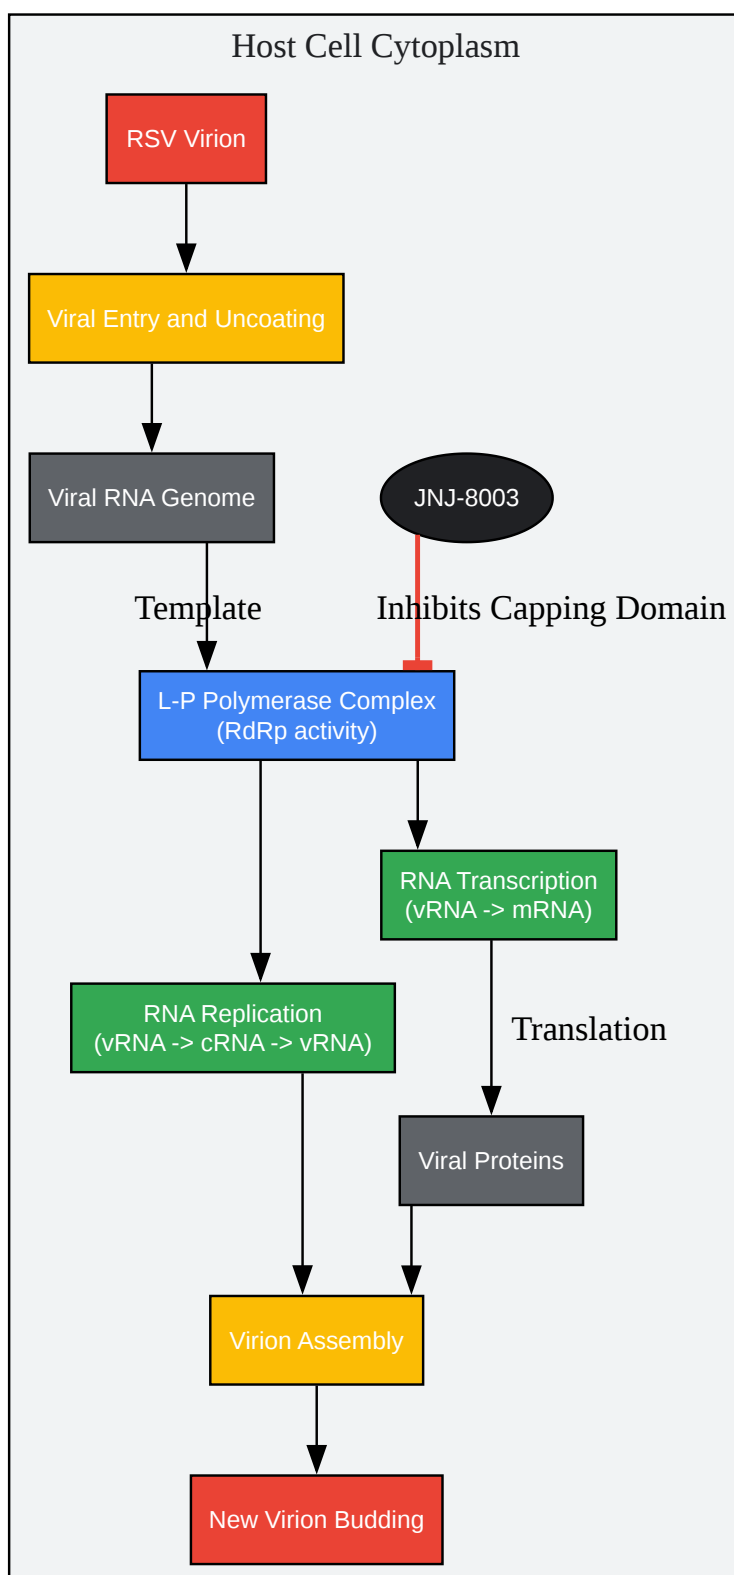 Host Cell Cytoplasm
RSV Virion
Viral Entry and Uncoating
Viral RNA Genome
JNJ-8003
Template
Inhibits Capping Domain
L-P Polymerase Complex
(RdRp activity)
RNA Transcription
(vRNA -> mRNA)
RNA Replication
(vRNA -> cRNA -> vRNA)
Translation
Viral Proteins
Virion Assembly
New Virion Budding